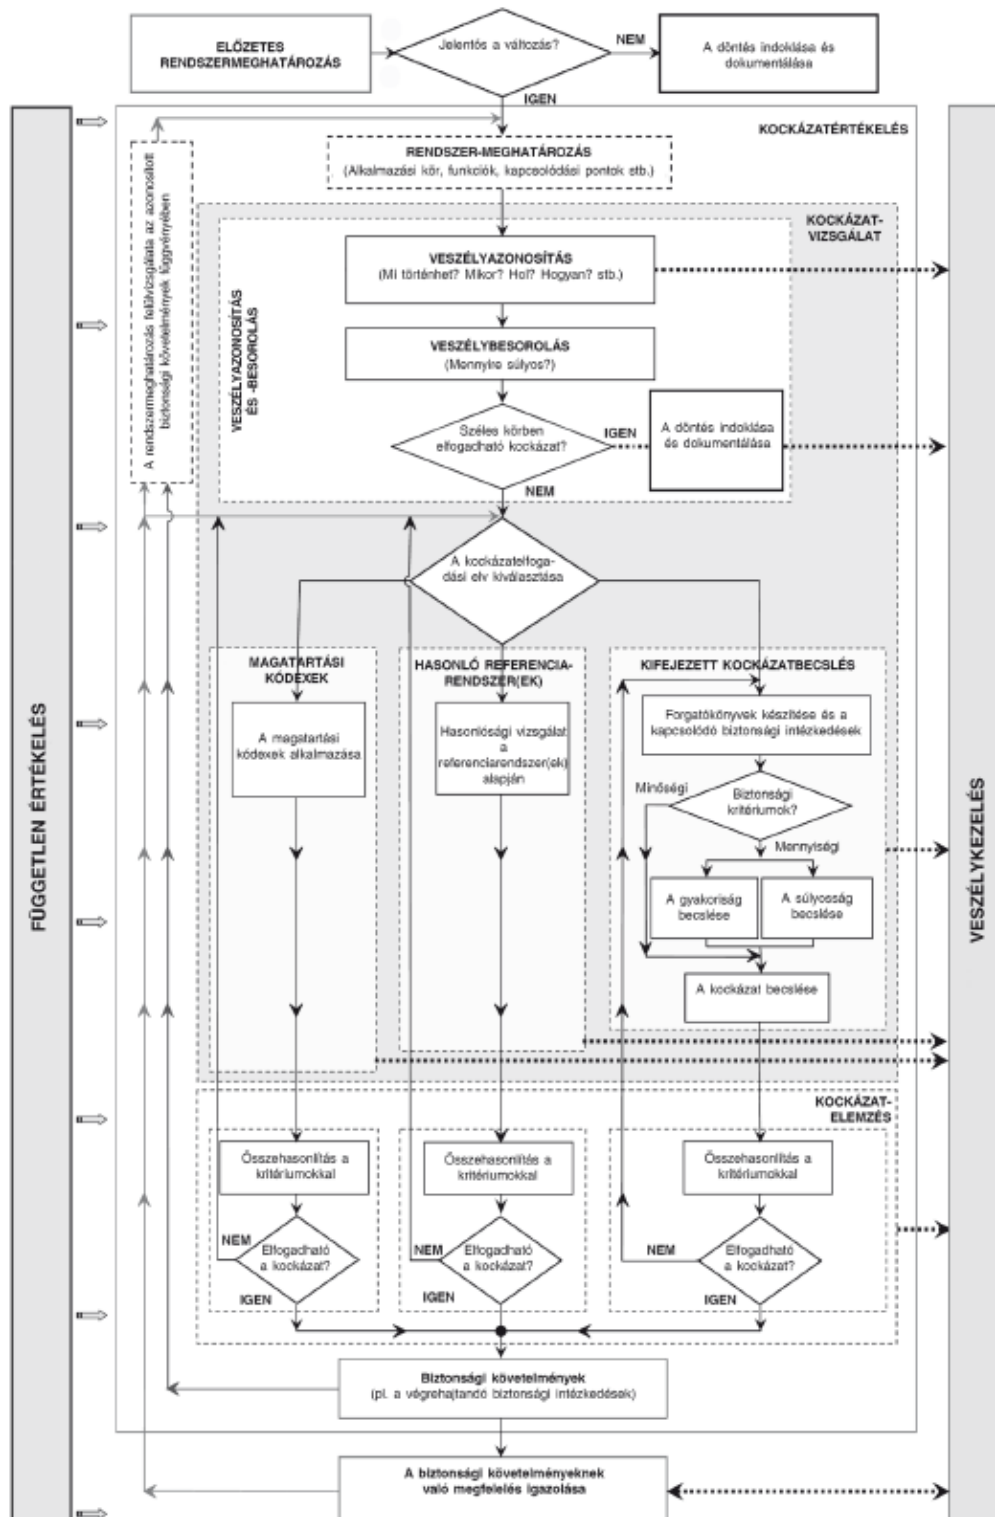 ELŐZETES
RENDSZERMEGHATÁROZÁS
Jelentős a változás?
NEM
A döntés indoklása és
dokumentálása
IGEN
KOCKÁZATÉRTÉKELÉS
FÜGGETLEN ÉRTÉKELÉS
VESZÉLYKEZELÉS
A rendszermeghatározás felülvizsgálata az azonosított
biztonsági követelmények függvényében
RENDSZER-MEGHATÁROZÁS
(Alkalmazási kör, funkciók, kapcsolódási pontok stb.)
KOCKÁZAT-
VIZSGÁLAT
VESZÉLYAZONOSÍTÁS
ÉS -BESOROLÁS
VESZÉLYAZONOSÍTÁS
(Mi történhet? Mikor? Hol? Hogyan? stb.)
VESZÉLYBESOROLÁS
(Mennyire súlyos?)
Széles körben
elfogadható kockázat?
IGEN
A döntés indoklása
és dokumentálása
NEM
A kockázatelfoga-
dási elv kiválasztása
MAGATARTÁSI
KÓDEXEK
HASONLÓ REFERENCIA-
RENDSZER(EK)
KIFEJEZETT KOCKÁZATBECSLÉS
A magatartási
kódexek alkalmazása
Hasonlósági vizsgálat
a
referenciarendszer(ek)
alapján
Forgatókönyvek készítése és a
kapcsolódó biztonsági intézkedések
Minőségi
Biztonsági
kritériumok?
Mennyiségi
A gyakoriság
becslése
A súlyosság
becslése
A kockázat becslése
KOCKÁZAT-
ELEMZÉS
Összehasonlítás a
kritériumokkal
Összehasonlítás a
kritériumokkal
Összehasonlítás a
kritériumokkal
NEM
Elfogadható
a kockázat?
NEM
Elfogadható
a kockázat?
NEM
Elfogadható
a kockázat?
IGEN
IGEN
IGEN
Biztonsági követelmények
(pl. a végrehajtandó biztonsági intézkedések)
A biztonsági követelményeknek
való megfelelés igazolása